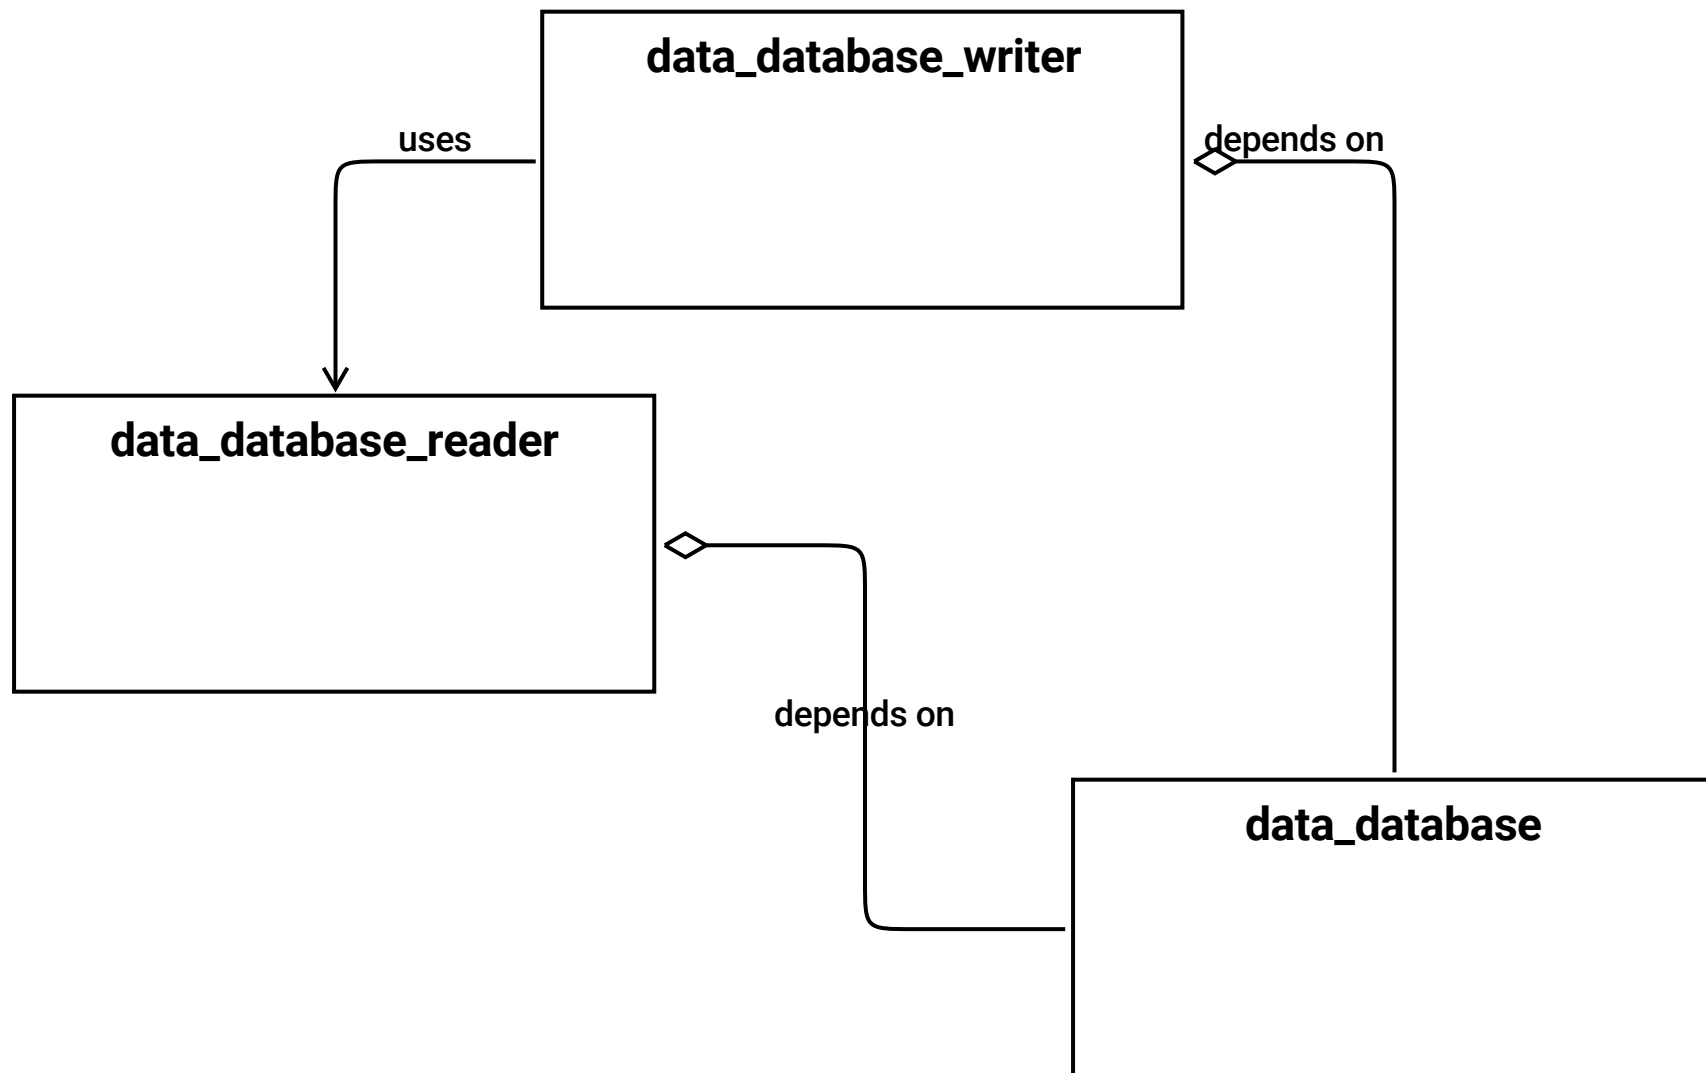 data_database_writer
uses
depends on
data_database_reader
depends on
data_database